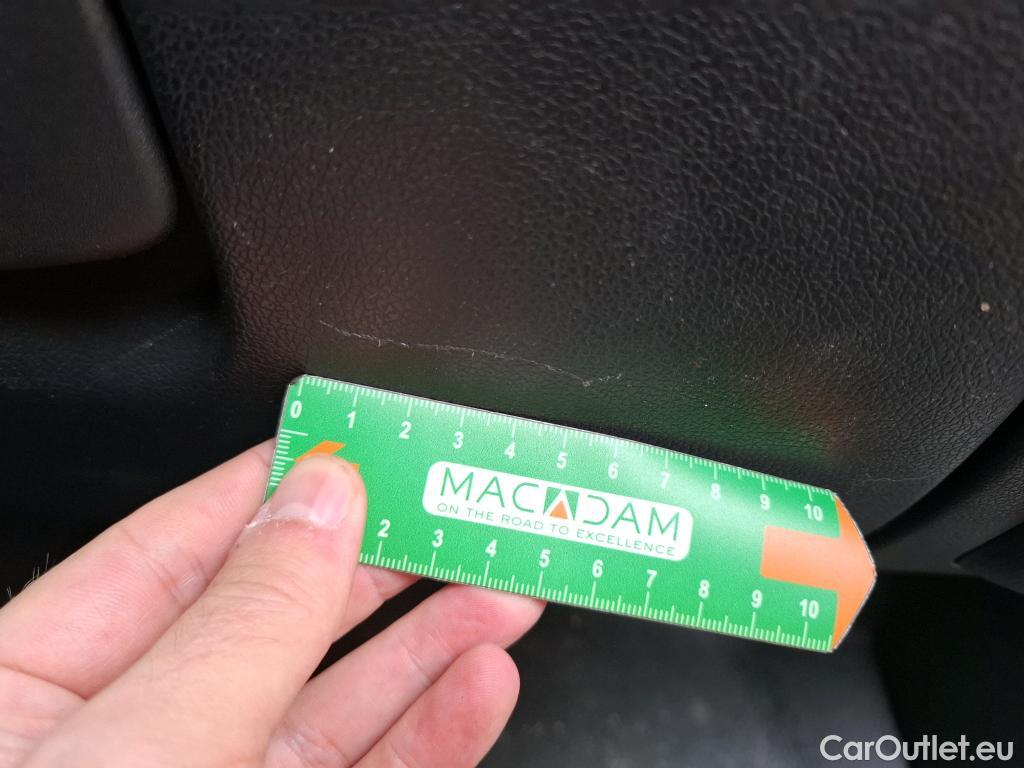 0 1 2 3 4 5 6 7 8 9 10
MACADAM
ON THE ROAD TO EXCELLENCE
2 3 4 5 6 7 8 9 10
CarOutlet.eu